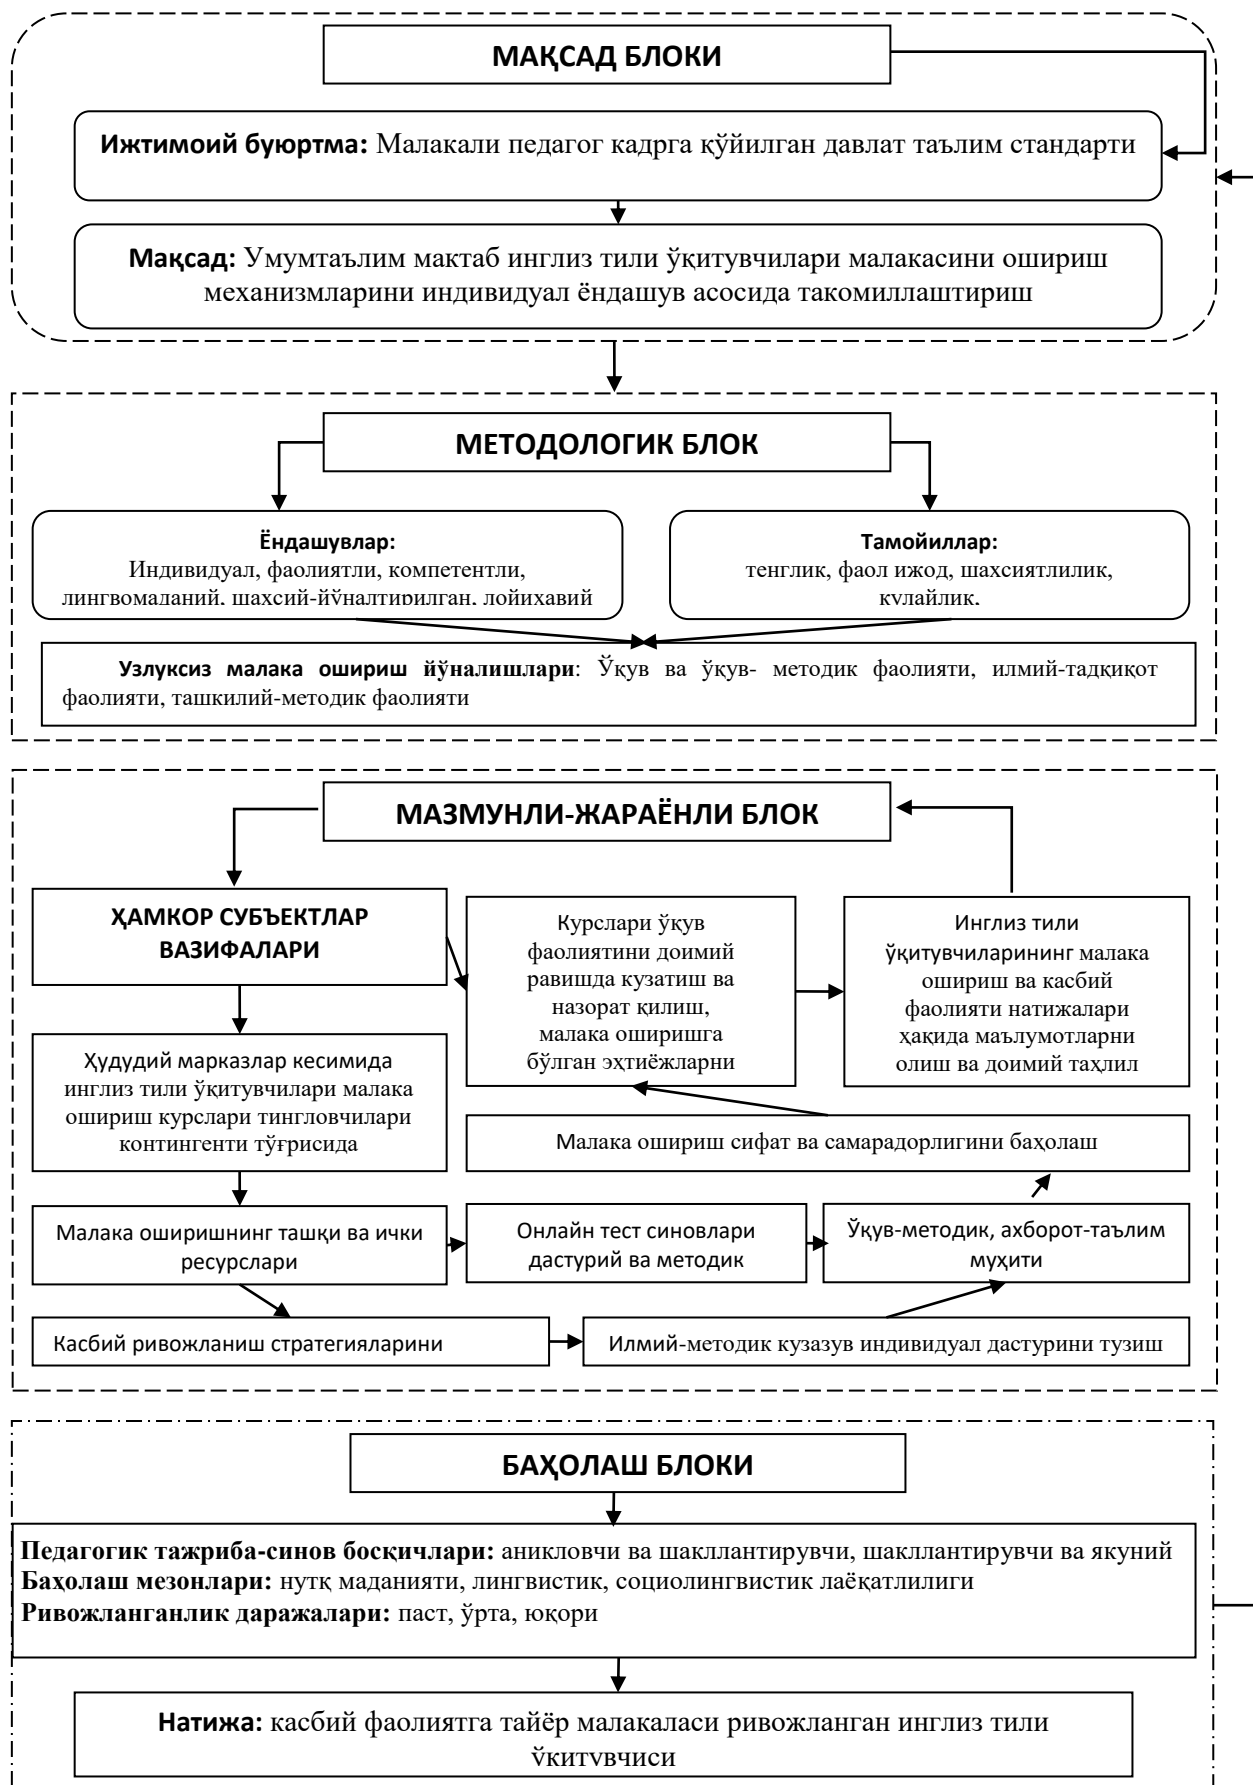 МАҚСАД БЛОКИ
Ижтимоий буюртма: Малакали педагог кадрга қўйилган давлат таълим стандарти
Мақсад: Умумтаълим мактаб инглиз тили ўқитувчилари малакасини ошириш
механизмларини индивидуал ёндашув асосида такомиллаштириш
МЕТОДОЛОГИК БЛОК
Ёндашувлар:
Индивидуал, фаолиятли, компетентли,
лингвомаданий, шахсий-йўналтирилган, лойиҳавий
Тамойиллар:
тенглик, фаол ижод, шахсиятлилик,
қулайлик.
Узлуксиз малака ошириш йўналишлари: Ўқув ва ўқув- методик фаолияти, илмий-тадқиқот
фаолияти, ташкилий-методик фаолияти
МАЗМУНЛИ-ЖАРАЁНЛИ БЛОК
ҲАМКОР СУБЪЕКТЛАР
ВАЗИФАЛАРИ
Курслари ўқув
фаолиятини доимий
равишда кузатиш ва
назорат қилиш,
малака оширишга
бўлган эҳтиёжларни
Инглиз тили
ўқитувчиларининг малака
ошириш ва касбий
фаолияти натижалари
ҳақида маълумотларни
олиш ва доимий таҳлил
Ҳудудий марказлар кесимида
инглиз тили ўқитувчилари малака
ошириш курслари тингловчилари
контингенти тўғрисида
Малака ошириш сифат ва самарадорлигини баҳолаш
Малака оширишнинг ташқи ва ички
ресурслари
Онлайн тест синовлари
дастурий ва методик
Ўқув-методик, ахборот-таълим
муҳити
Касбий ривожланиш стратегияларини
Илмий-методик кузазув индивидуал дастурини тузиш
БАҲОЛАШ БЛОКИ
Педагогик тажриба-синов босқичлари: аникловчи ва шакллантирувчи, шакллантирувчи ва якуний
Баҳолаш мезонлари: нутқ маданияти, лингвистик, социолингвистик лаёқатлилиги
Ривожланганлик даражалари: паст, ўрта, юқори
Натижа: касбий фаолиятга тайёр малакаласи ривожланган инглиз тили
ўқитувчиси